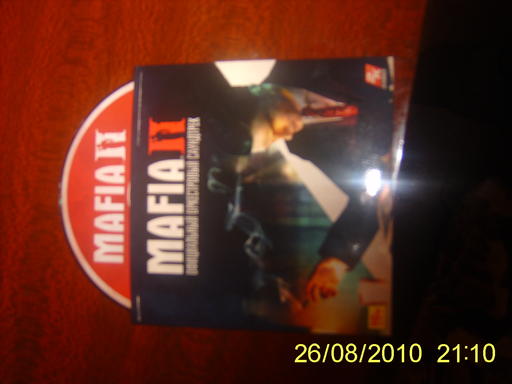 MAFIA II
MAFIA II
ОФИЦИАЛЬНЫЙ ОРКЕСТРОВЫЙ САУНДТРЕК
26/08/2010 21:10